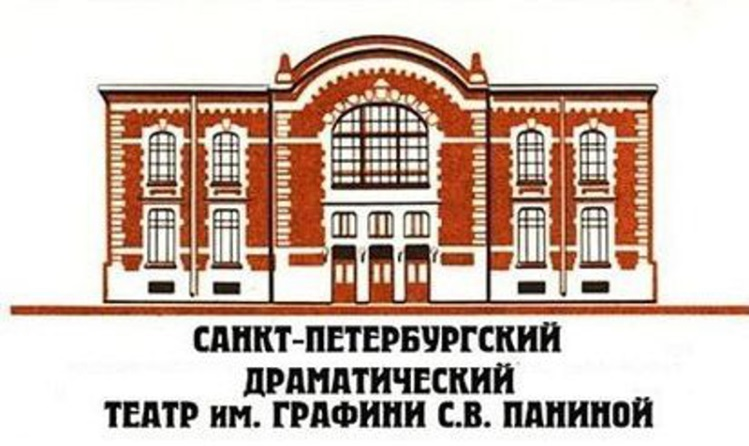 САНКТ-ПЕТЕРБУРГСКИЙ
ДРАМАТИЧЕСКИЙ
ТЕАТР им. ГРАФИНИ С.В. ПАНИНОЙ